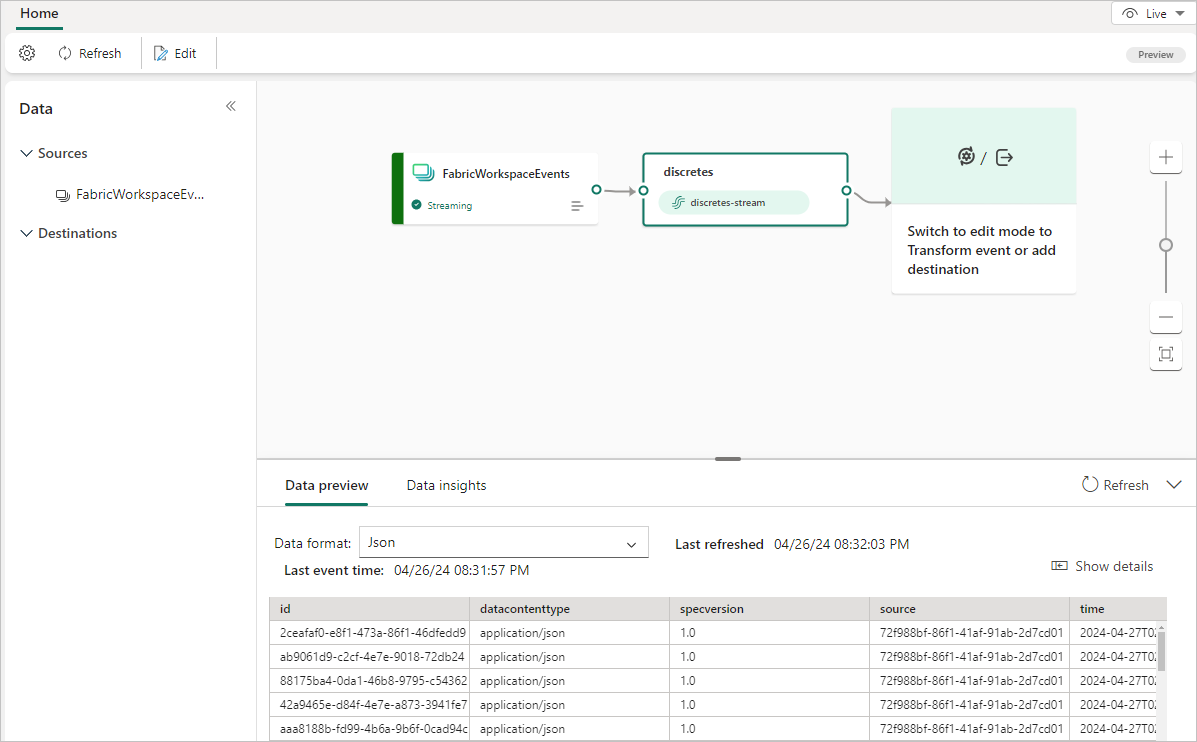 Home
Live
Refresh
Edit
Preview
Data
Sources
FabricWorkspaceEv...
Destinations
FabricWorkspaceEvents
Streaming
discretes
discretes-stream
/
Switch to edit mode to
Transform event or add
destination
Data preview Data insights
Refresh
Data format: Json
Last refreshed 04/26/24 08:32:03 PM
Last event time: 04/26/24 08:31:57 PM
Show details
id datacontenttype specversion source time
2ceafaf0-e8f1-473a-86f1-46dfedd9 application/json 1.0 72f988bf-86f1-41af-91ab-2d7cd01 2024-04-27T0
ab9061d9-c2cf-4e7e-9018-72db24 application/json 1.0 72f988bf-86f1-41af-91ab-2d7cd01 2024-04-27T0
88175ba4-0da1-46b8-9795-c54362 application/json 1.0 72f988bf-86f1-41af-91ab-2d7cd01 2024-04-27T0
42a9465e-d84f-4e7e-a873-3941fe7 application/json 1.0 72f988bf-86f1-41af-91ab-2d7cd01 2024-04-27T0
aaa8188b-fd99-4b6a-9b6f-0cad94c application/json 1.0 72f988bf-86f1-41af-91ab-2d7cd01 2024-04-27T0